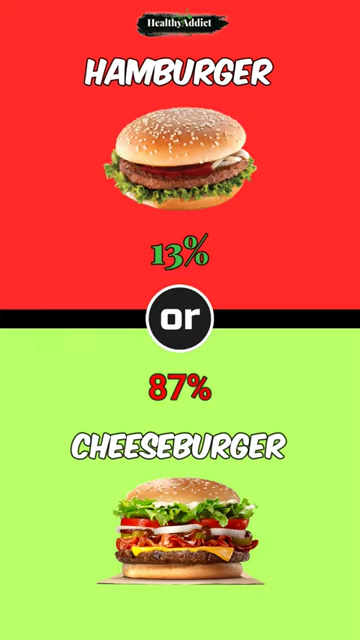 HealthyAddict
HAMBURGER
13%
or
87%
CHEESEBURGER